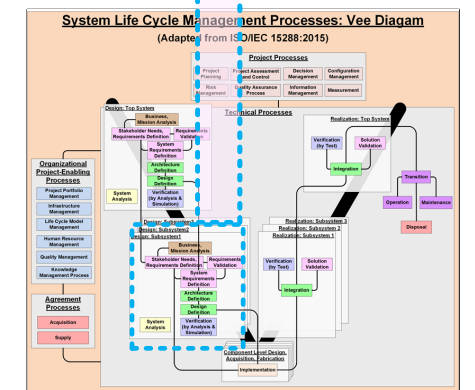 System Life Cycle Management Processes: Vee Diagam
(Adapted from ISO/IEC 15288:2015)
Project Processes
Project
Planning
Project Assessment
and Control
Decision
Management
Configuration
Management
Risk
Management
Quality Assurance
Process
Information
Management
Measurement
Technical Processes
Design: Top System
Business,
Mission Analysis
Stakeholder Needs,
Requirements Definition
Requirements
Validation
System
Requirements
Definition
Architecture
Definition
Design
Definition
System
Analysis
Verification
(by Analysis &
Simulation)
Realization: Top System
Verification
(by Test)
Solution
Validation
Integration
Transition
Operation
Maintenance
Disposal
Organizational
Project-Enabling
Processes
Project Portfolio
Management
Infrastructure
Management
Life Cycle Model
Management
Human Resource
Management
Quality Management
Knowledge
Management Process
Agreement
Processes
Acquisition
Supply
Design: Subsystem3
Design: Subsystem2
Design: Subsystem1
Business,
Mission Analysis
Stakeholder Needs,
Requirements Definition
Requirements
Validation
System
Requirements
Definition
Architecture
Definition
Design
Definition
System
Analysis
Verification
(by Analysis &
Simulation)
Realization: Subsystem 3
Realization: Subsystem 2
Realization: Subsystem 1
Verification
(by Test)
Solution
Validation
Integration
Component Level Design,
Acquisition, Fabrication
Implementation